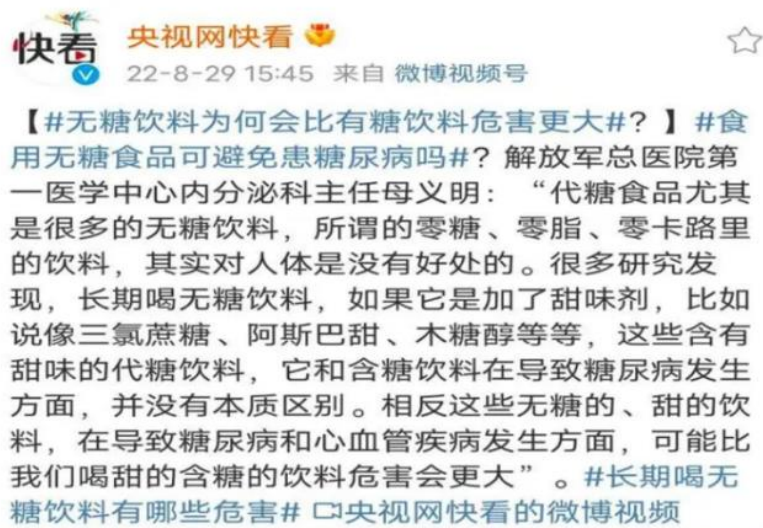 快看
央视网快看
22-8-29 15:45 来自 微博视频号
【#无糖饮料为何会比有糖饮料危害更大#？】#食
用无糖食品可避免患糖尿病吗#？解放军总医院第
一医学中心内分泌科主任母义明：“代糖食品尤其
是很多的无糖饮料，所谓的零糖、零脂、零卡路里
的饮料，其实对人体是没有好处的。很多研究发
现，长期喝无糖饮料，如果它是加了甜味剂，比如
说像三氯蔗糖、阿斯巴甜、木糖醇等等，这些含有
甜味的代糖饮料，它和含糖饮料在导致糖尿病发生
方面，并没有本质区别。相反这些无糖的、甜的饮
料，在导致糖尿病和心血管疾病发生方面，可能比
我们喝甜的含糖的饮料危害会更大”。#长期喝无
糖饮料有哪些危害# 央视网快看的微博视频